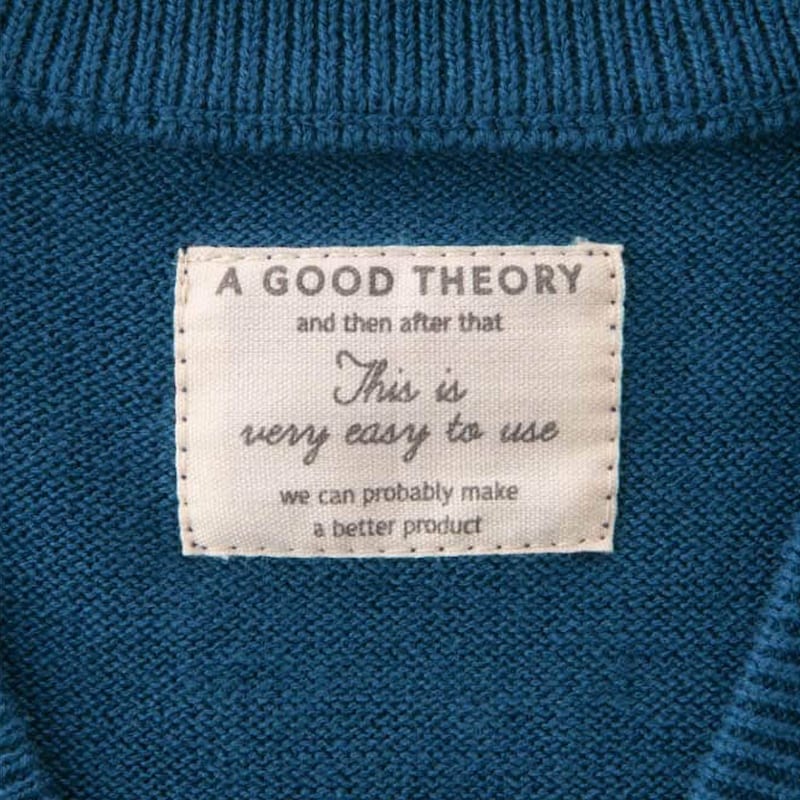 A GOOD THEORY
and then after that
This is
very easy to use
we can probably make
a better product